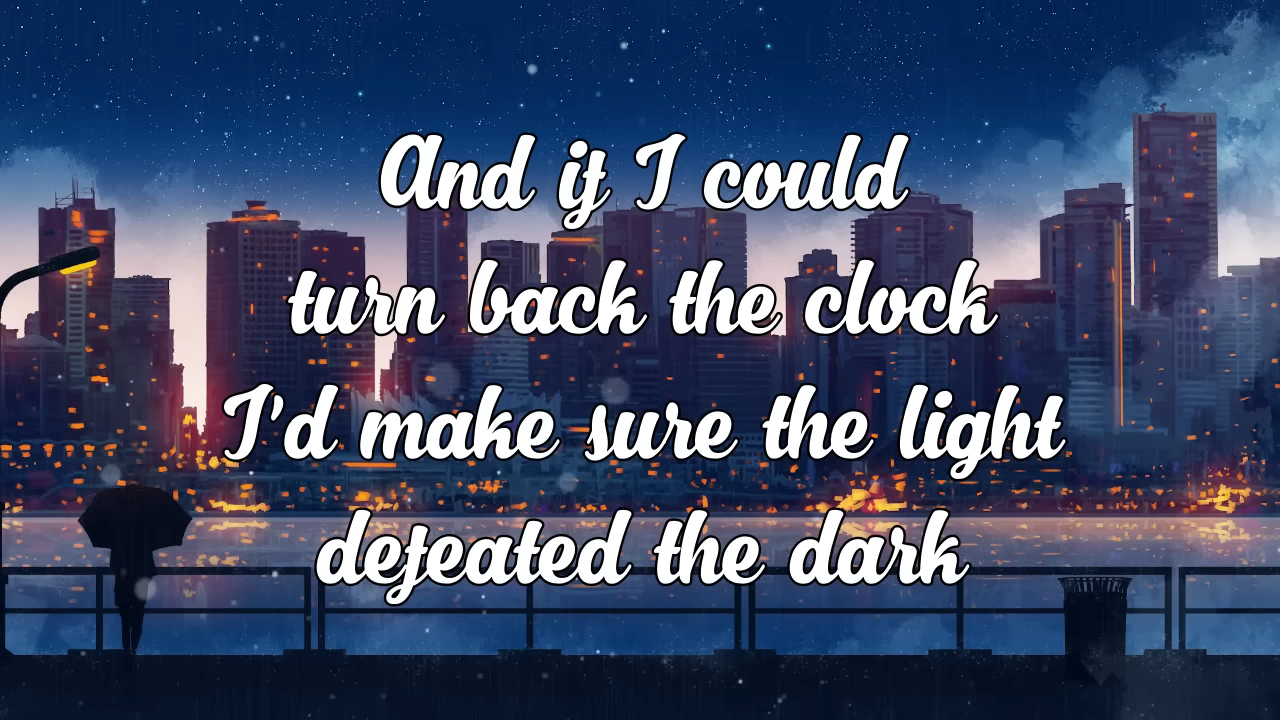 And if I could
turn back the clock
I'd make sure the light
defeated the dark